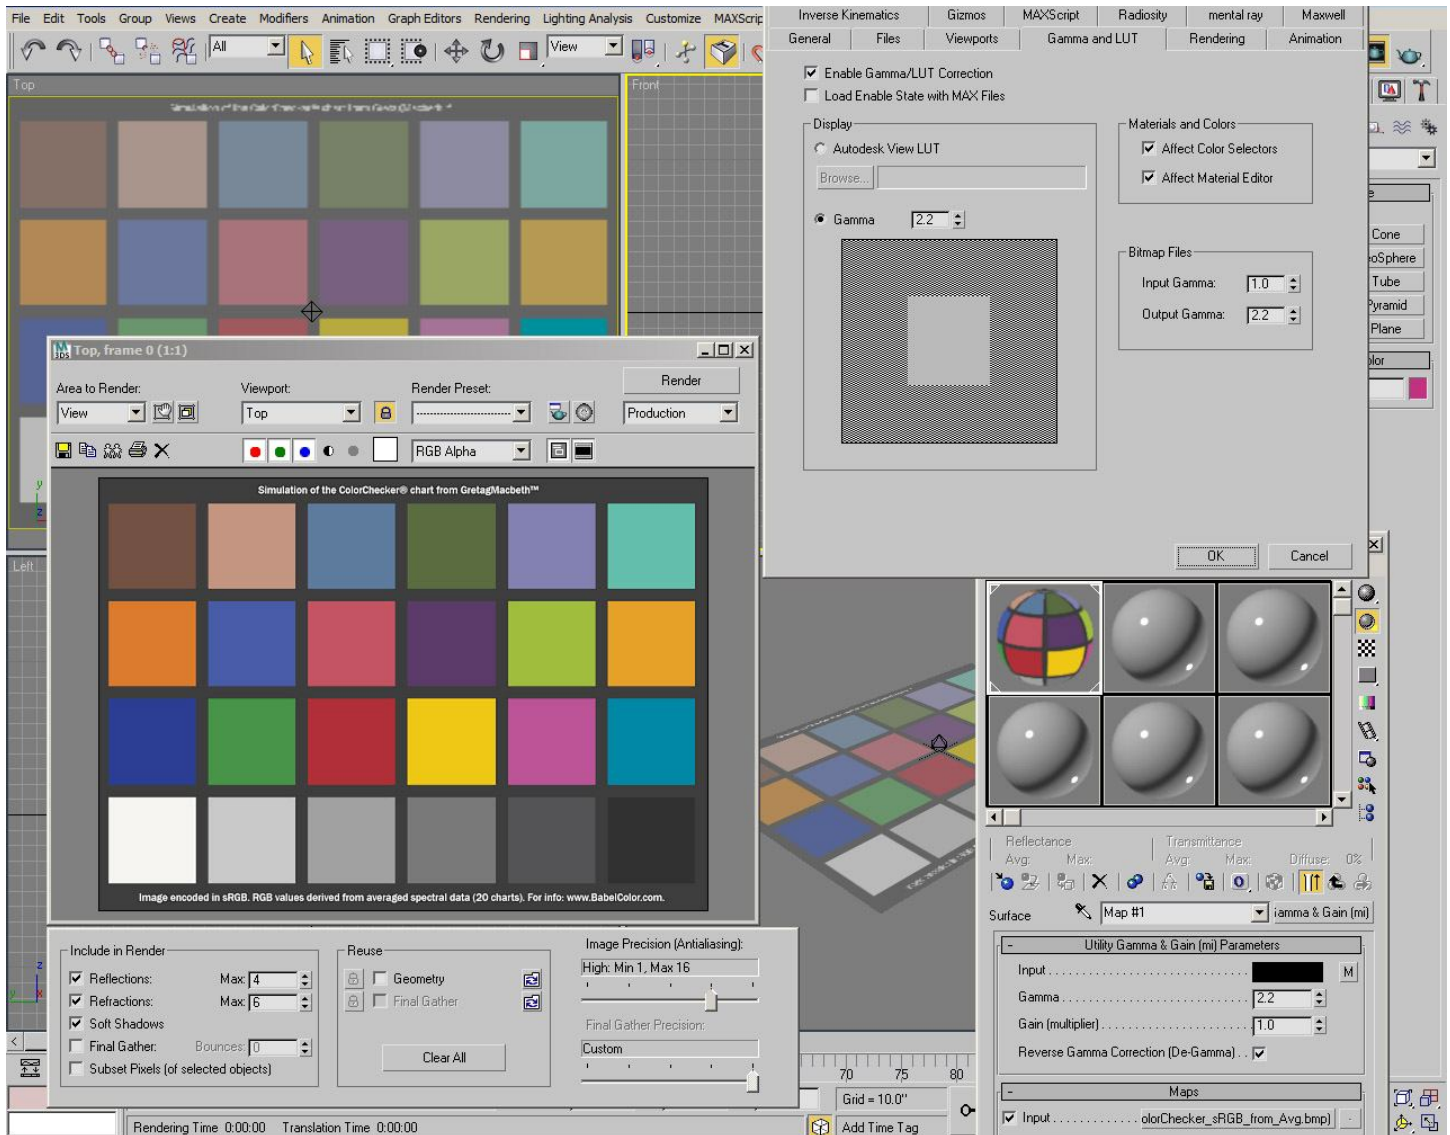 File Edit Tools Group Views Create Modifiers Animation Graph Editors Rendering Lighting Analysis Customize MAXScrip
All
View
Inverse Kinematics Gizmos MAXScript Radiosity mental ray Maxwell
General Files Viewports Gamma and LUT Rendering Animation
Enable Gamma/LUT Correction
Load Enable State with MAX Files
Display
Autodesk View LUT
Browse...
Gamma 2.2
Materials and Colors
Affect Color Selectors
Affect Material Editor
Bitmap Files
Input Gamma: 1.0
Output Gamma: 2.2
OK Cancel
Cone
oSphere
Tube
Pyramid
Plane
olor
Top
Front
Left
Top, frame 0 (1:1)
Area to Render: Viewport: Render Preset: Render
View Top Production
RGB Alpha
Simulation of the ColorChecker® chart from GretagMacbeth™
Image encoded in sRGB. RGB values derived from averaged spectral data (20 charts). For info: www.BabelColor.com.
Include in Render
Reflections: Max: 4
Refractions: Max: 6
Soft Shadows
Final Gather: Bounces: 0
Subset Pixels (of selected objects)
Reuse
Geometry
Final Gather
Clear All
Image Precision (Antialiasing):
High: Min 1, Max 16
Final Gather Precision:
Custom
Reflectance Transmittance
Avg: Max: Avg: Max: Diffuse: 0%
Surface Map #1 iamma & Gain (mi)
- Utility Gamma & Gain (mi) Parameters
Input M
Gamma 2.2
Gain (multiplier) 1.0
Reverse Gamma Correction (De-Gamma)
- Maps
Input olorChecker_sRGB_from_Avg.bmp)
70 75 80
Grid = 10.0"
Rendering Time 0:00:00 Translation Time 0:00:00
Add Time Tag